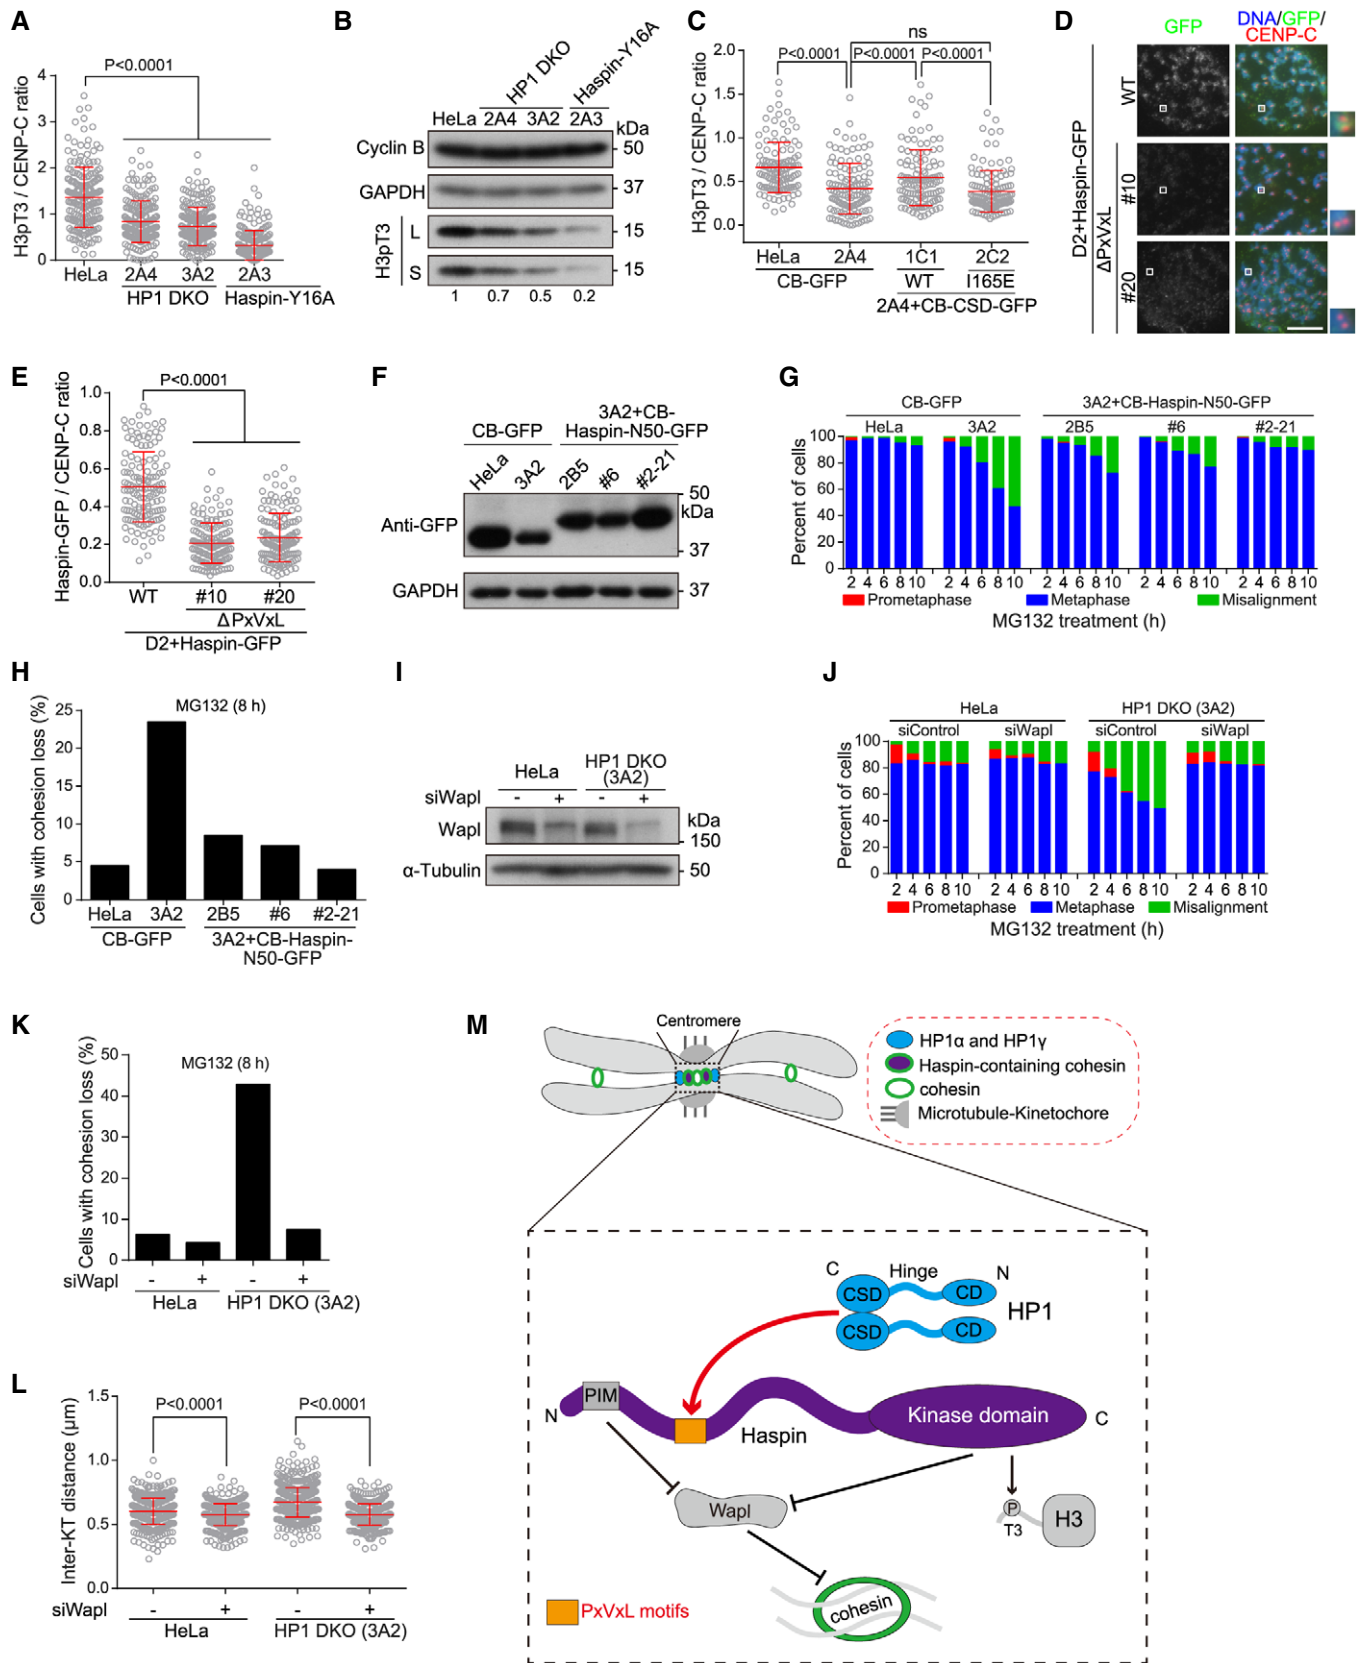 A
P<0.0001
H3pT3 / CENP-C ratio
4
3
2
1
0
HeLa
2A4
3A2
2A3
HP1 DKO
Haspin-Y16A
B
HP1 DKO
Haspin-Y16A
HeLa 2A4 3A2 2A3
kDa
Cyclin B
50
GAPDH
37
H3pT3
L
15
S
15
1 0.7 0.5 0.2
C
ns
P<0.0001 P<0.0001 P<0.0001
H3pT3 / CENP-C ratio
2.0
1.5
1.0
0.5
0.0
HeLa 2A4 1C1 2C2
CB-GFP
WT I165E
2A4+CB-CSD-GFP
D
GFP
DNA/GFP/
CENP-C
D2+Haspin-GFP
ΔPxVxL
WT
#10
#20
E
P<0.0001
Haspin-GFP / CENP-C ratio
1.0
0.8
0.6
0.4
0.2
0.0
WT #10 #20
ΔPxVxL
D2+Haspin-GFP
F
3A2+CB-
Haspin-N50-GFP
CB-GFP
HeLa 3A2 2B5 #6 #2-21
50
kDa
Anti-GFP
37
GAPDH
37
G
CB-GFP
3A2+CB-Haspin-N50-GFP
HeLa 3A2 2B5 #6 #2-21
Percent of cells
100
80
60
40
20
0
2 4 6 8 10 2 4 6 8 10 2 4 6 8 10 2 4 6 8 10 2 4 6 8 10
Prometaphase Metaphase Misalignment
MG132 treatment (h)
H
MG132 (8 h)
Cells with cohesion loss (%)
25
20
15
10
5
0
HeLa 3A2 2B5 #6 #2-21
CB-GFP
3A2+CB-Haspin-
N50-GFP
I
HeLa
HP1 DKO
(3A2)
siWapl - + - +
kDa
Wapl
150
α-Tubulin
50
J
HeLa
HP1 DKO (3A2)
siControl siWapl siControl siWapl
Percent of cells
100
80
60
40
20
0
2 4 6 8 10 2 4 6 8 10 2 4 6 8 10 2 4 6 8 10
Prometaphase Metaphase Misalignment
MG132 treatment (h)
K
MG132 (8 h)
Cells with cohesion loss (%)
50
40
30
20
10
0
siWapl - + - +
HeLa HP1 DKO (3A2)
L
P<0.0001 P<0.0001
Inter-KT distance (µm)
1.5
1.0
0.5
0.0
siWapl - + - +
HeLa HP1 DKO (3A2)
M
Centromere
HP1α and HP1γ
Haspin-containing cohesin
cohesin
Microtubule-Kinetochore
C Hinge N
CSD CD
HP1
CSD CD
PIM
N
Haspin
Kinase domain
C
Wapl
P
T3
H3
cohesin
PxVxL motifs